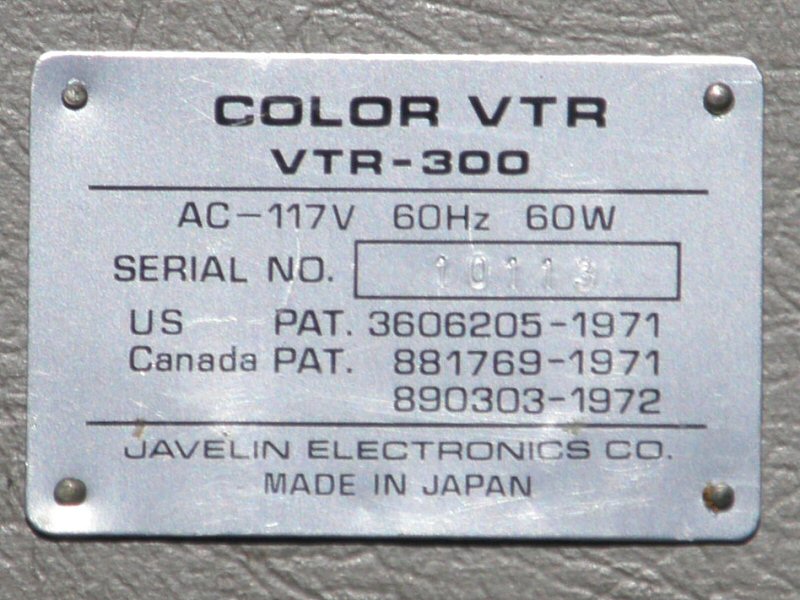 COLOR VTR
VTR-300
AC-117V 60Hz 60W
SERIAL NO. 10113
US PAT. 3606205-1971
Canada PAT. 881769-1971
890303-1972
JAVELIN ELECTRONICS CO.
MADE IN JAPAN